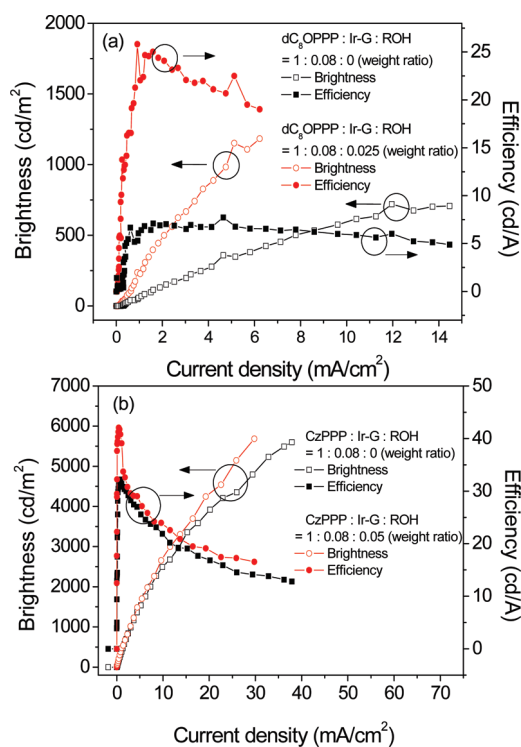 (a)
dC₈OPPP : Ir-G : ROH
= 1 : 0.08 : 0 (weight ratio)
Brightness
Efficiency
dC₈OPPP : Ir-G : ROH
= 1 : 0.08 : 0.025 (weight ratio)
Brightness
Efficiency
Brightness (cd/m²)
2000
1750
1500
1250
1000
750
500
250
0
Efficiency (cd/A)
25
20
15
10
5
0
0 2 4 6 8 10 12 14
Current density (mA/cm²)
(b)
CzPPP : Ir-G : ROH
= 1 : 0.08 : 0 (weight ratio)
Brightness
Efficiency
CzPPP : Ir-G : ROH
= 1 : 0.08 : 0.05 (weight ratio)
Brightness
Efficiency
Brightness (cd/m²)
7000
6000
5000
4000
3000
2000
1000
0
Efficiency (cd/A)
50
40
30
20
10
0
0 10 20 30 40 50 60 70
Current density (mA/cm²)